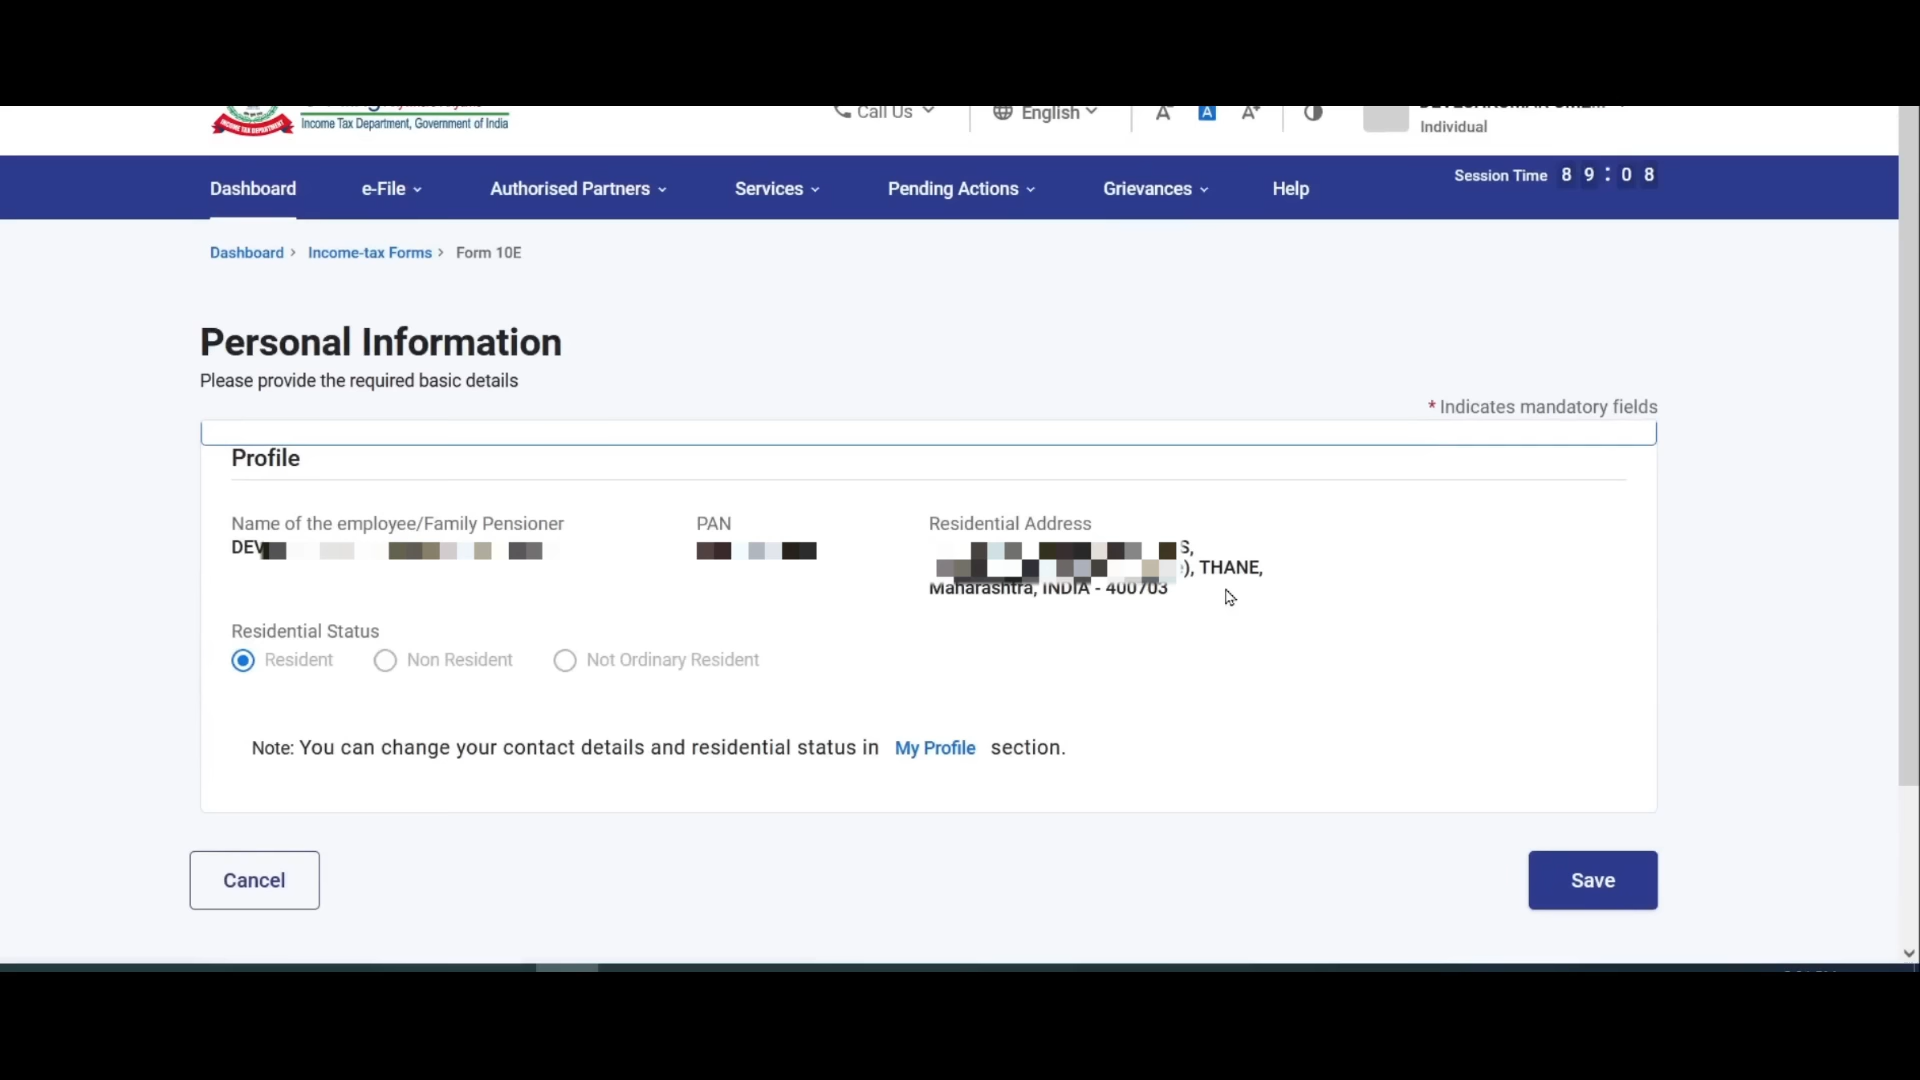 Income Tax Department, Government of India
Call Us
English
A
A
A+
Individual
Dashboard
e-File
Authorised Partners
Services
Pending Actions
Grievances
Help
Session Time 8 9 : 0 8
Dashboard > Income-tax Forms > Form 10E
Personal Information
Please provide the required basic details
* Indicates mandatory fields
Profile
Name of the employee/Family Pensioner
DEV
PAN
Residential Address
S,
), THANE,
Maharashtra, INDIA - 400703
Residential Status
Resident
Non Resident
Not Ordinary Resident
Note: You can change your contact details and residential status in My Profile section.
Cancel
Save